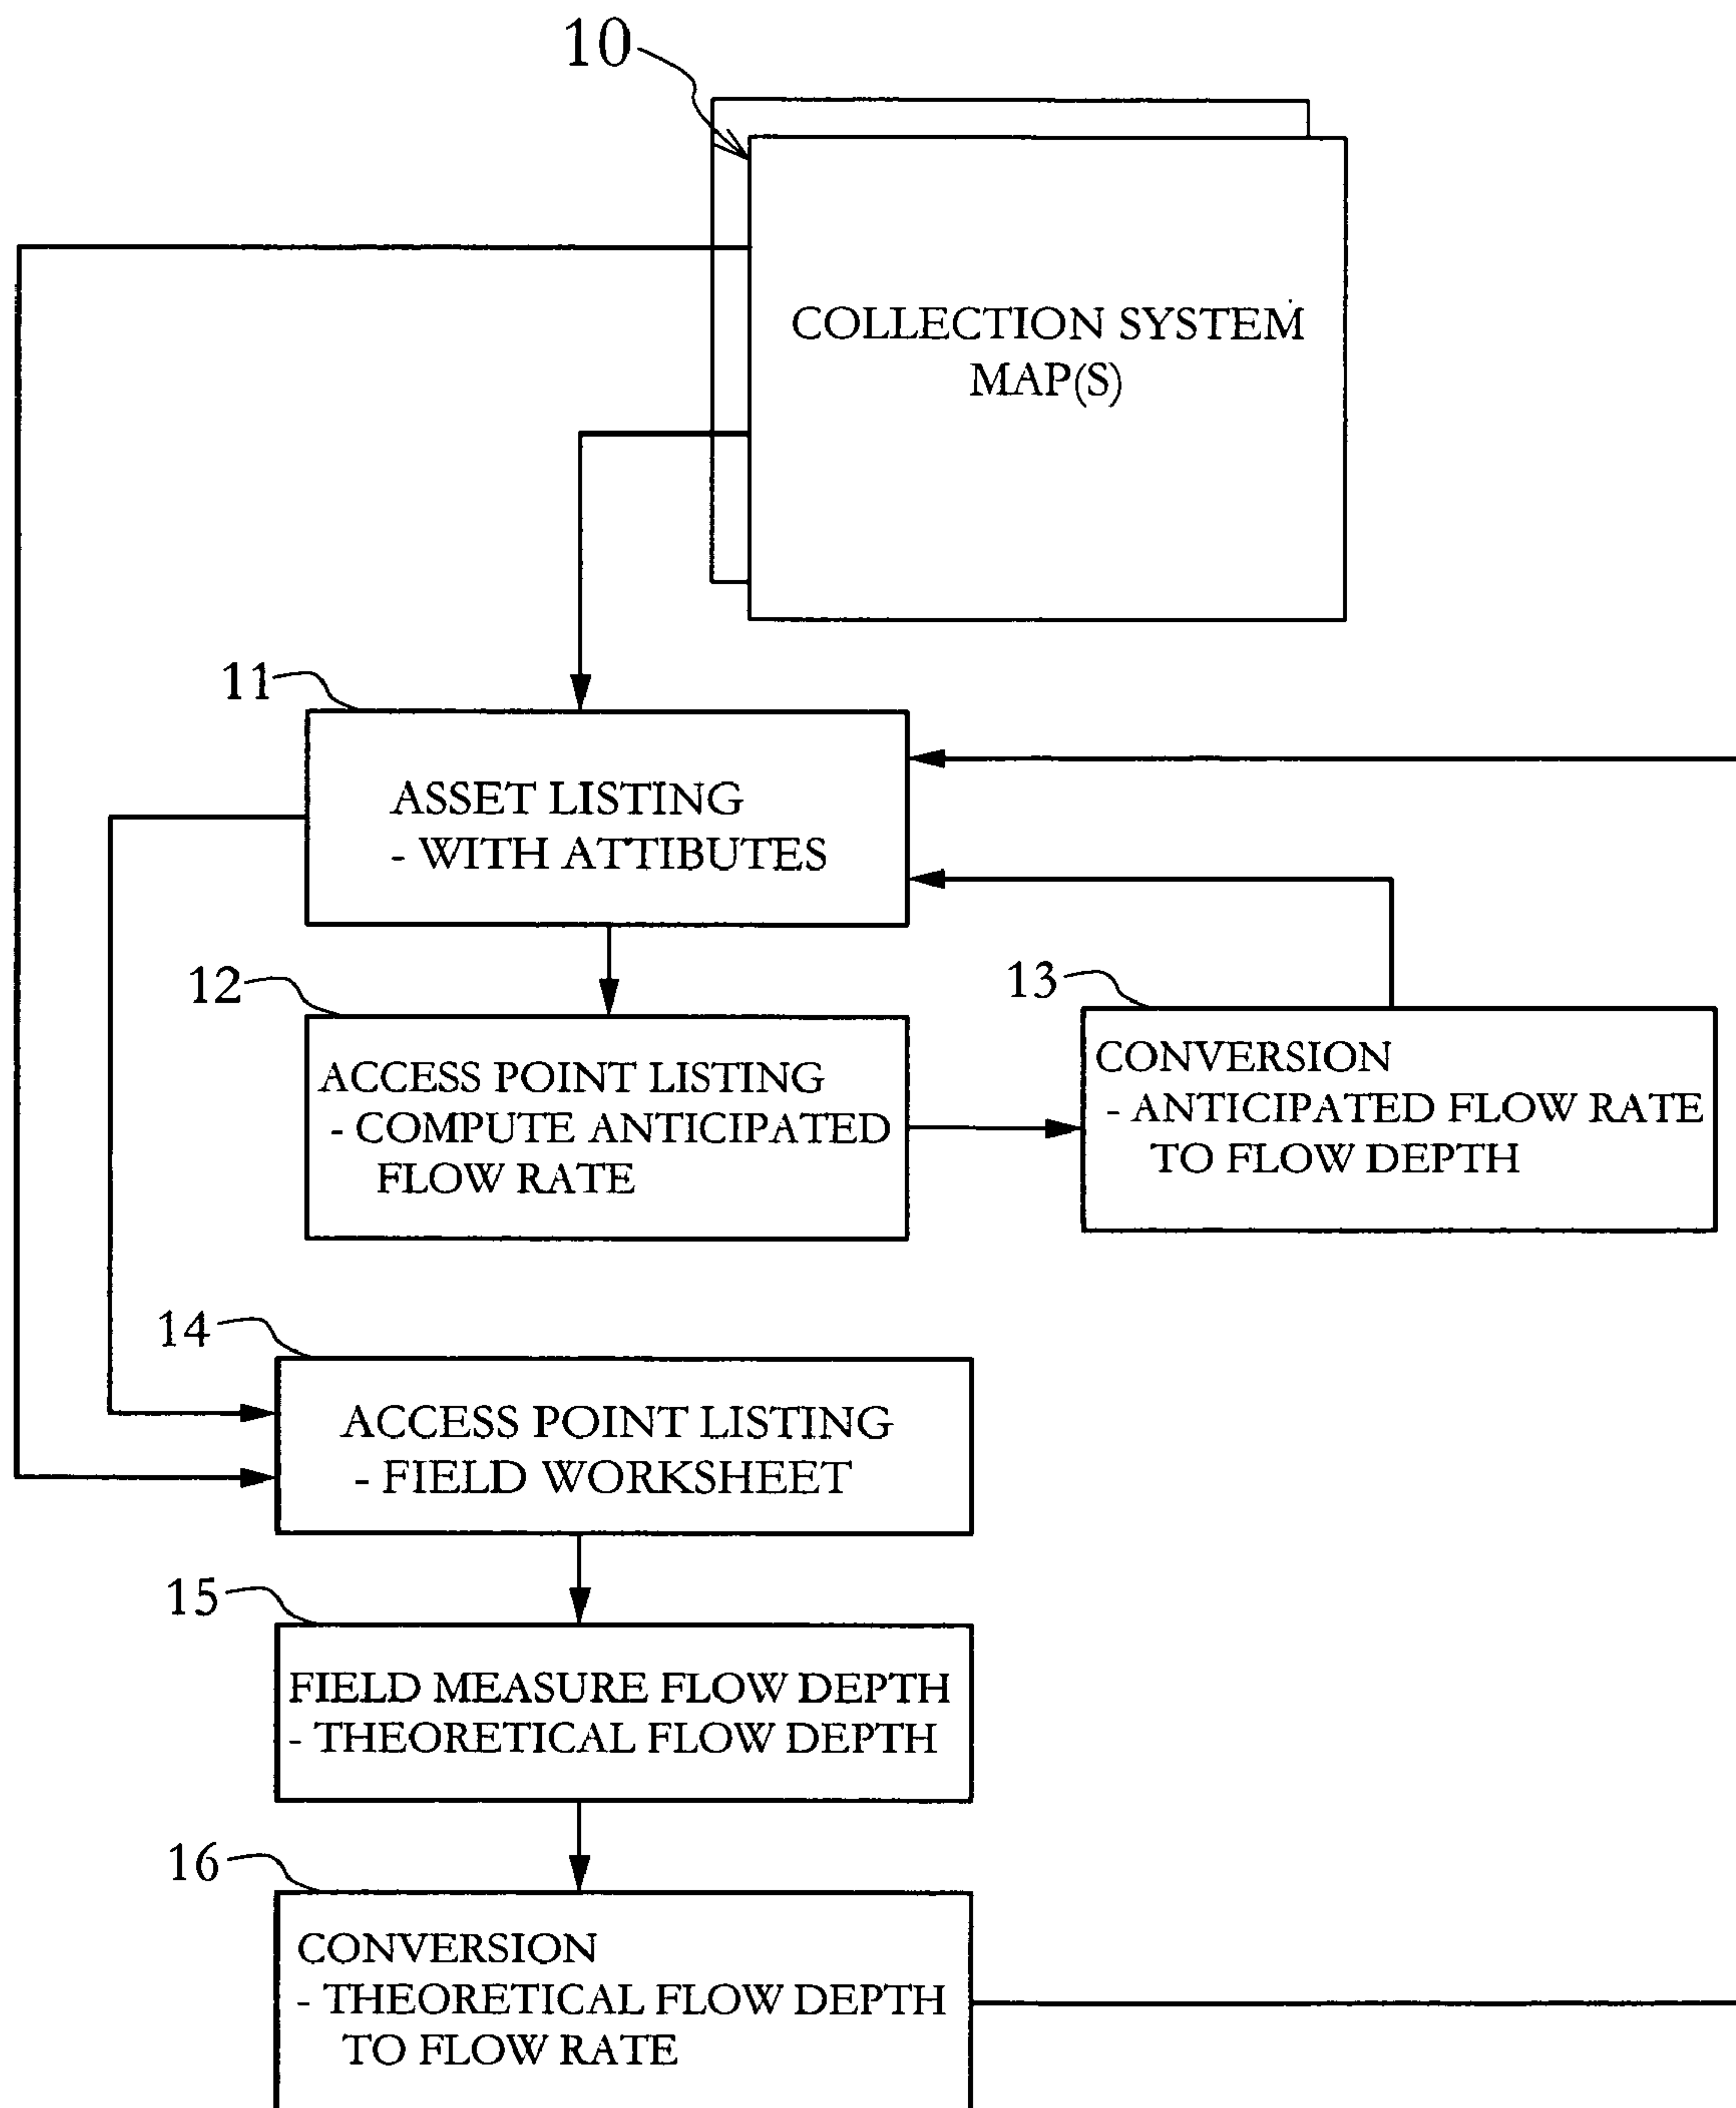 10
COLLECTION SYSTEM
MAP(S)
11
ASSET LISTING
- WITH ATTIBUTES
12
ACCESS POINT LISTING
- COMPUTE ANTICIPATED
FLOW RATE
13
CONVERSION
- ANTICIPATED FLOW RATE
TO FLOW DEPTH
14
ACCESS POINT LISTING
- FIELD WORKSHEET
15
FIELD MEASURE FLOW DEPTH
- THEORETICAL FLOW DEPTH
16
CONVERSION
- THEORETICAL FLOW DEPTH
TO FLOW RATE